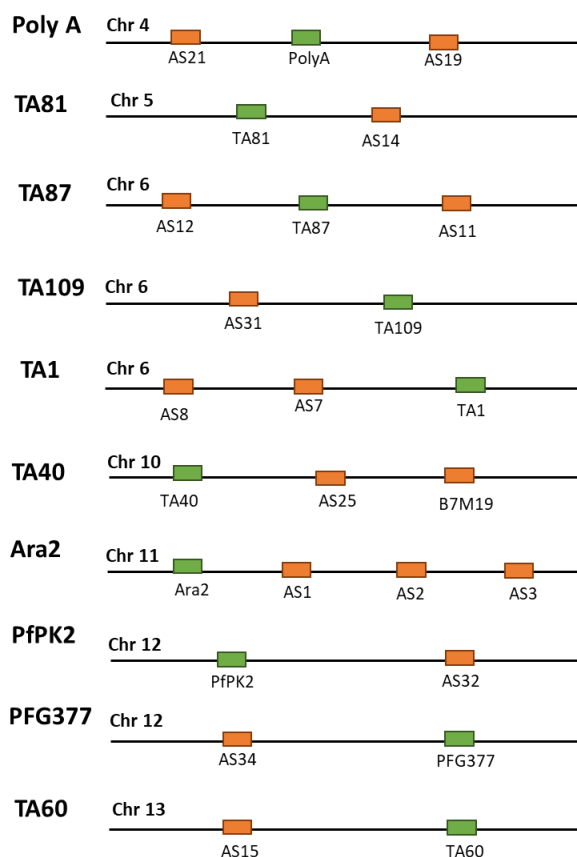 Poly A
Chr 4
AS21 PolyA AS19
TA81
Chr 5
TA81 AS14
TA87
Chr 6
AS12 TA87 AS11
TA109
Chr 6
AS31 TA109
TA1
Chr 6
AS8 AS7 TA1
TA40
Chr 10
TA40 AS25 B7M19
Ara2
Chr 11
Ara2 AS1 AS2 AS3
PfPK2
Chr 12
PfPK2 AS32
PFG377
Chr 12
AS34 PFG377
TA60
Chr 13
AS15 TA60